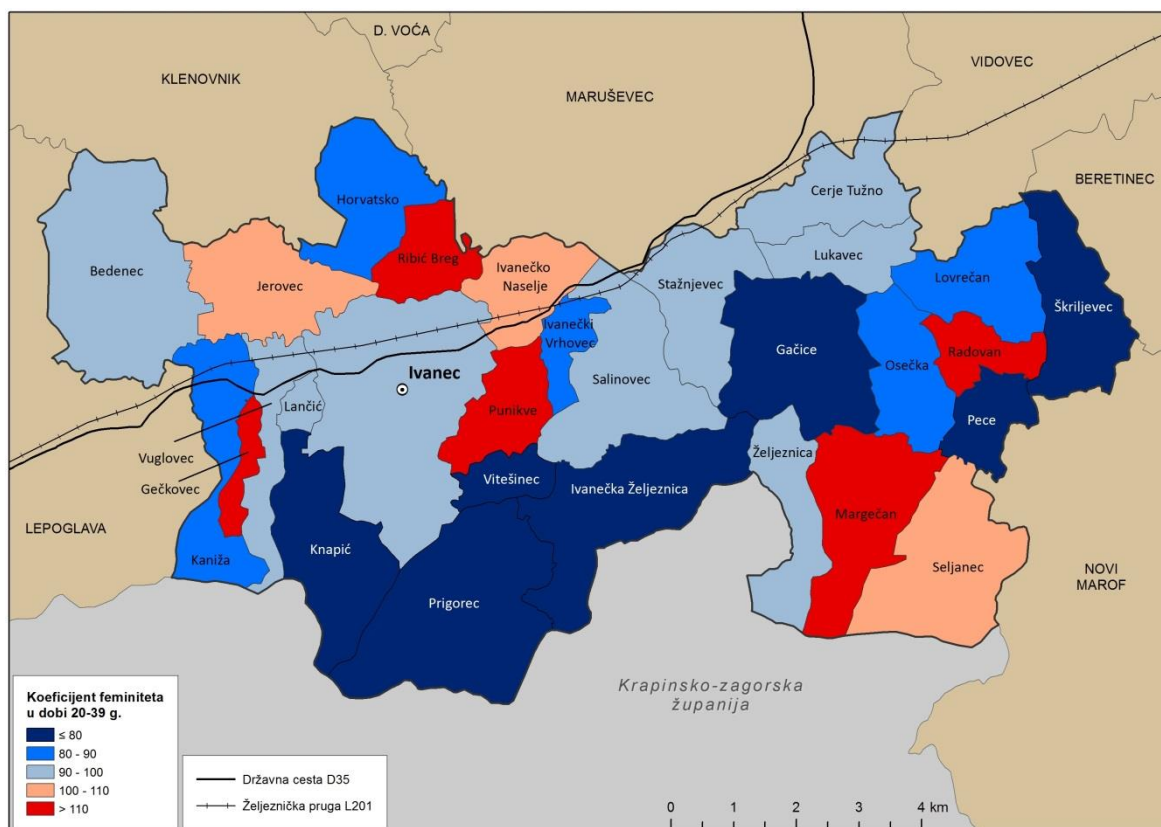 D. VOĆA
KLENOVNIK
VIDOVEC
MARUŠEVEC
BERETINEC
Horvatsko
Cerje Tužno
Bedenec
Ribić Breg
Ivanečko
Naselje
Lukavec
Jerovec
Stažnjevec
Lovrečan
Škriljevec
Ivanečki
Vrhovec
Gačice
Radovan
Osečka
Ivanec
Salinovec
Lančić
Punikve
Pece
Vuglovec
Željeznica
Gečkovec
Vitešinec
Ivanečka Željeznica
LEPOGLAVA
Margečan
Knapić
Kaniža
Seljanec
NOVI
MAROF
Prigorec
Krapinsko-zagorska
županija
Koeficijent feminiteta
u dobi 20-39 g.
≤ 80
80 - 90
90 - 100
100 - 110
> 110
Državna cesta D35
Željeznička pruga L201
0 1 2 3 4 km